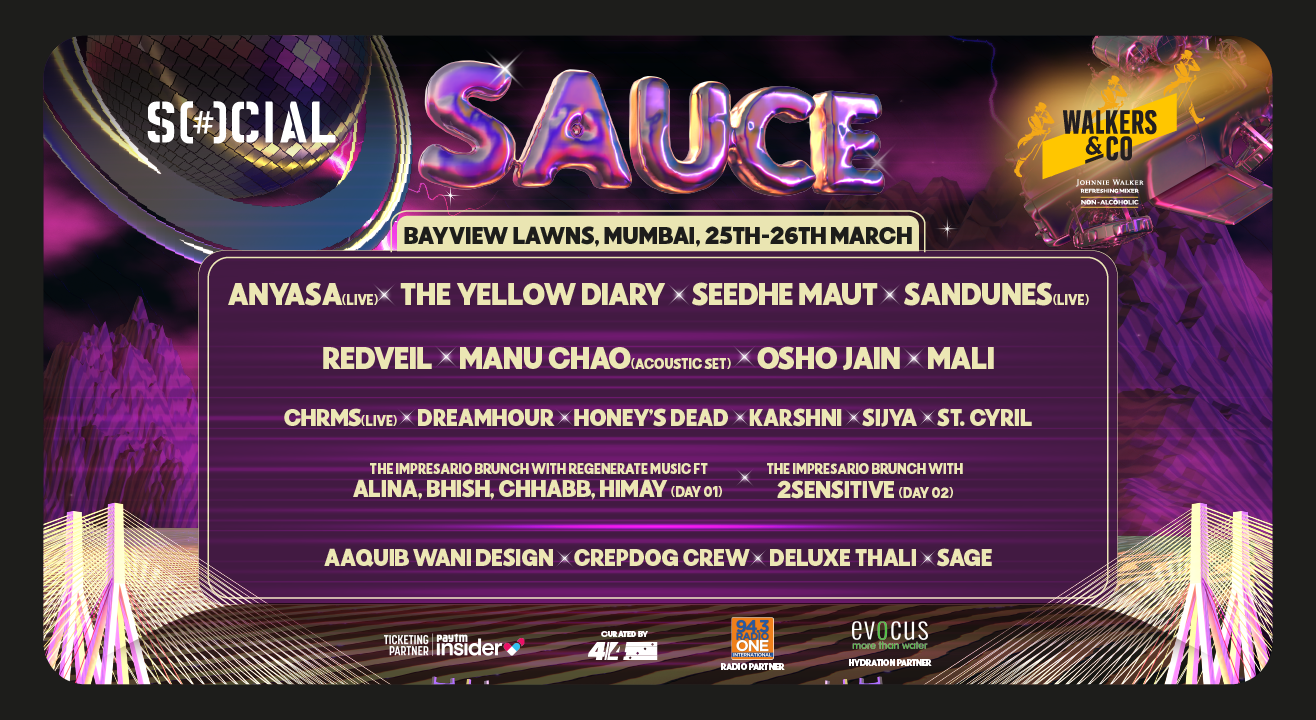 S(#)CIAL
SAUCE
WALKERS
& CO
JOHNNIE WALKER
REFRESHING MIXER
NON-ALCOHOLIC
BAYVIEW LAWNS, MUMBAI, 25TH-26TH MARCH
ANYASA(LIVE) THE YELLOW DIARY SEEDHE MAUT SANDUNES(LIVE)
REDVEIL MANU CHAO(ACOUSTIC SET) OSHO JAIN MALI
CHRMS(LIVE) DREAMHOUR HONEY'S DEAD KARSHNI SIJYA ST. CYRIL
THE IMPRESARIO BRUNCH WITH REGENERATE MUSIC FT
ALINA, BHISH, CHHABB, HIMAY (DAY 01)
THE IMPRESARIO BRUNCH WITH
2SENSITIVE (DAY 02)
AAQUIB WANI DESIGN CREPDOG CREW DELUXE THALI SAGE
TICKETING
PARTNER
paytm
insider
CURATED BY
94.3
RADIO
ONE
INTERNATIONAL
RADIO PARTNER
evocus
more than water
HYDRATION PARTNER